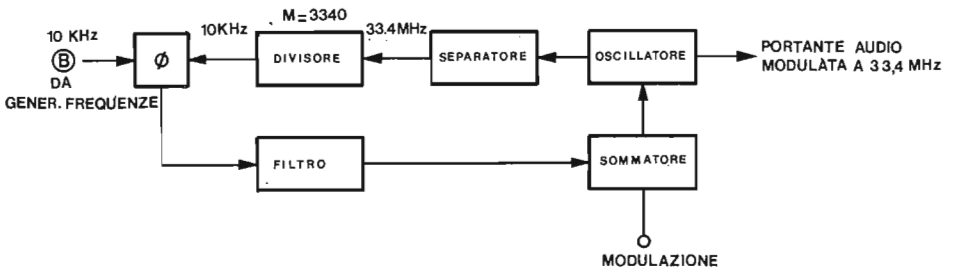 M=3340
10 KHz
B
DA
GENER. FREQUENZE
Φ
10KHz
DIVISORE
33.4MHz
SEPARATORE
OSCILLATORE
PORTANTE AUDIO
MODULATA A 33,4 MHz
FILTRO
SOMMATORE
MODULAZIONE